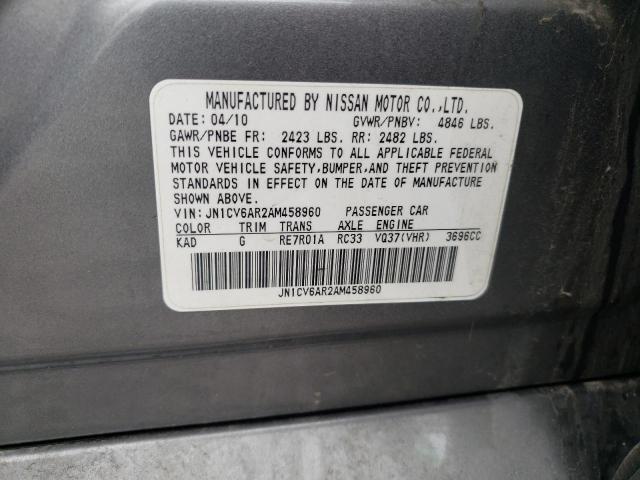 MANUFACTURED BY NISSAN MOTOR CO.,LTD.
DATE: 04/10 GVWR/PNBV: 4846 LBS.
GAWR/PNBE FR: 2423 LBS. RR: 2482 LBS.
THIS VEHICLE CONFORMS TO ALL APPLICABLE FEDERAL
MOTOR VEHICLE SAFETY,BUMPER,AND THEFT PREVENTION
STANDARDS IN EFFECT ON THE DATE OF MANUFACTURE
SHOWN ABOVE.
VIN: JN1CV6AR2AM458960 PASSENGER CAR
COLOR TRIM TRANS AXLE ENGINE
KAD G RE7R01A RC33 VQ37(VHR) 3696CC
JN1CV6AR2AM458960